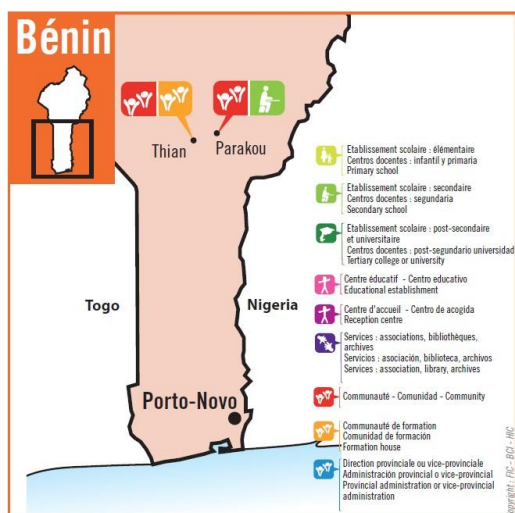 Bénin
Thian
Parakou
Togo
Nigeria
Porto-Novo
Etablissement scolaire : élémentaire
Centros docentes : infantil y primaria
Primary school
Etablissement scolaire : secondaire
Centros docentes : segundaria
Secondary school
Etablissement scolaire : post-secondaire
et universitaire
Centros docentes : post-segundario universidad
Tertiary college or university
Centre éducatif - Centro educativo
Educational establishment
Centre d'accueil - Centro de acogida
Reception centre
Services : associations, bibliothèques,
archives
Servicios : asociación, biblioteca, archivos
Services : association, library, archives
Communauté - Comunidad - Community
Communauté de formation
Comunidad de formación
Formation house
Direction provinciale ou vice-provinciale
Administración provincial o vice-provincial
Provincial administration or vice-provincial
administration
copyright : FIC - BCI - HIC